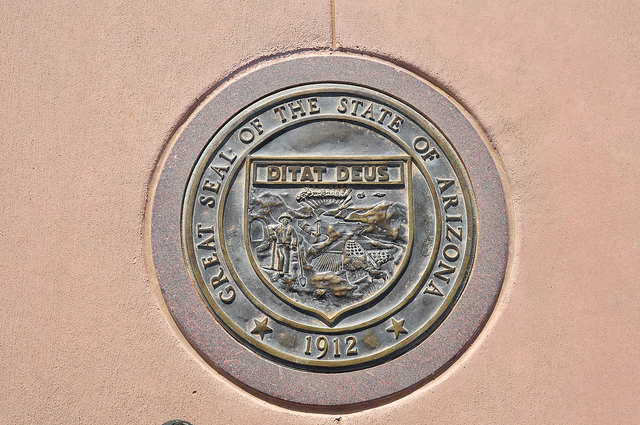 GREAT SEAL OF THE STATE OF ARIZONA
DITAT DEUS
1912